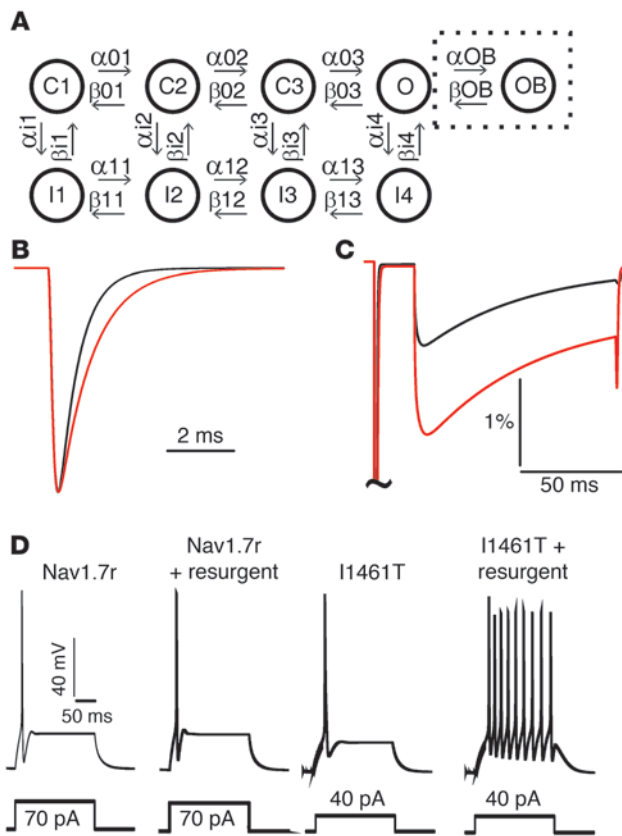 A
α01 α02 α03 αOB
C1 C2 C3 O OB
β01 β02 β03 βOB
αi1 βi1 αi2 βi2 αi3 βi3 αi4 βi4
α11 α12 α13
I1 I2 I3 I4
β11 β12 β13
B
2 ms
C
1%
50 ms
D
Nav1.7r
Nav1.7r
+ resurgent
I1461T
I1461T +
resurgent
40 mV
50 ms
70 pA
70 pA
40 pA
40 pA